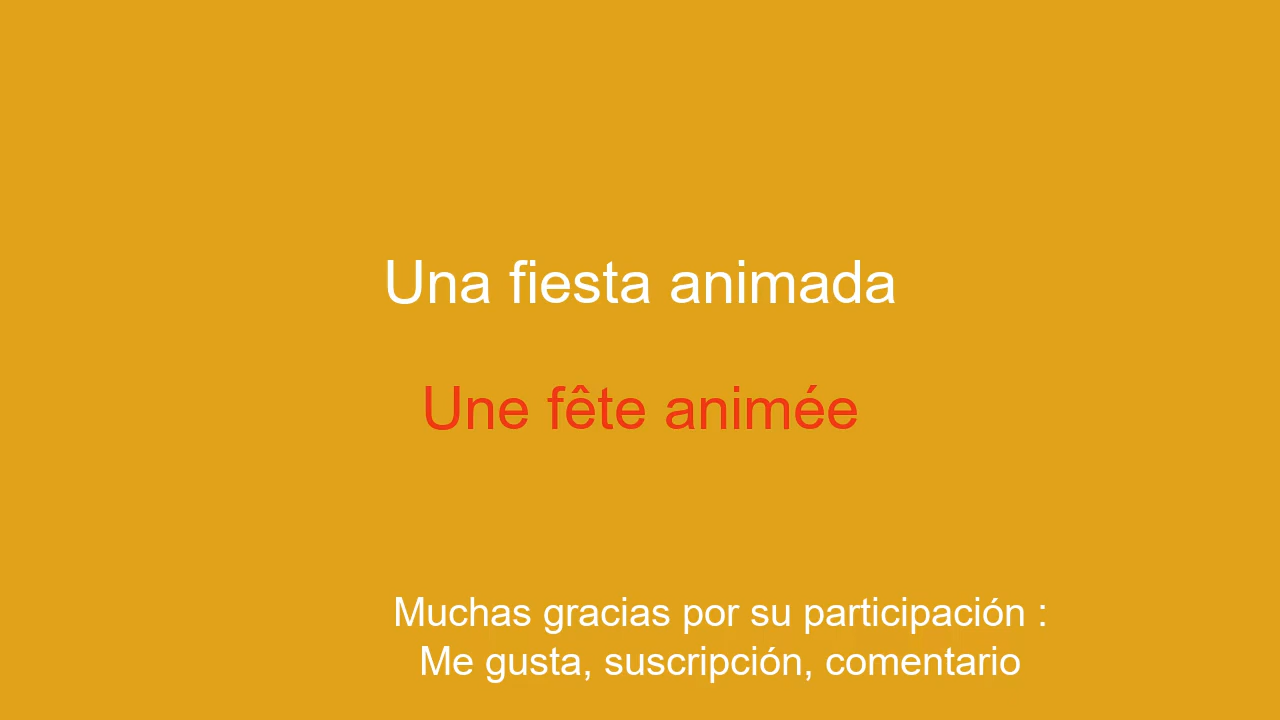 Una fiesta animada
Une fête animée
Muchas gracias por su participación :
Me gusta, suscripción, comentario